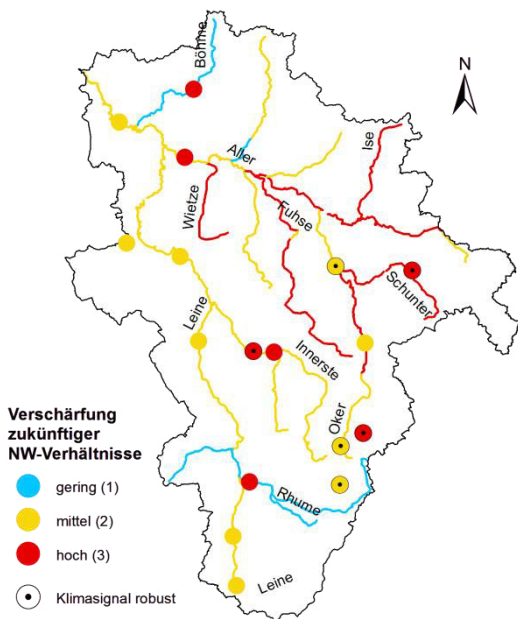 Böhme
N
Aller
Ise
Wietze
Fuhse
Schunter
Leine
Innerste
Oker
Rhume
Leine
Verschärfung
zukünftiger
NW-Verhältnisse
gering (1)
mittel (2)
hoch (3)
Klimasignal robust